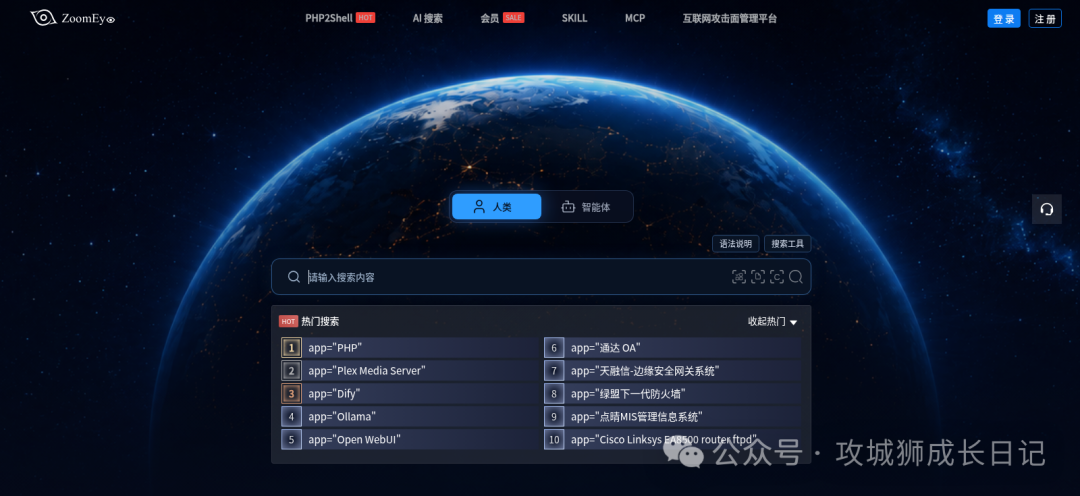 ZoomEye
PHP2Shell HOT AI 搜索 会员 SALE SKILL MCP 互联网攻击面管理平台 登录 注册
人类 智能体
语法说明 搜索工具
请输入搜索内容
HOT 热门搜索 收起热门
1 app="PHP"
2 app="Plex Media Server"
3 app="Dify"
4 app="Ollama"
5 app="Open WebUI"
6 app="通达 OA"
7 app="天融信-边缘安全网关系统"
8 app="绿盟下一代防火墙"
9 app="点晴MIS管理信息系统"
10 app="Cisco Linksys EA8500 router ftpd"
公众号 · 攻城狮成长日记